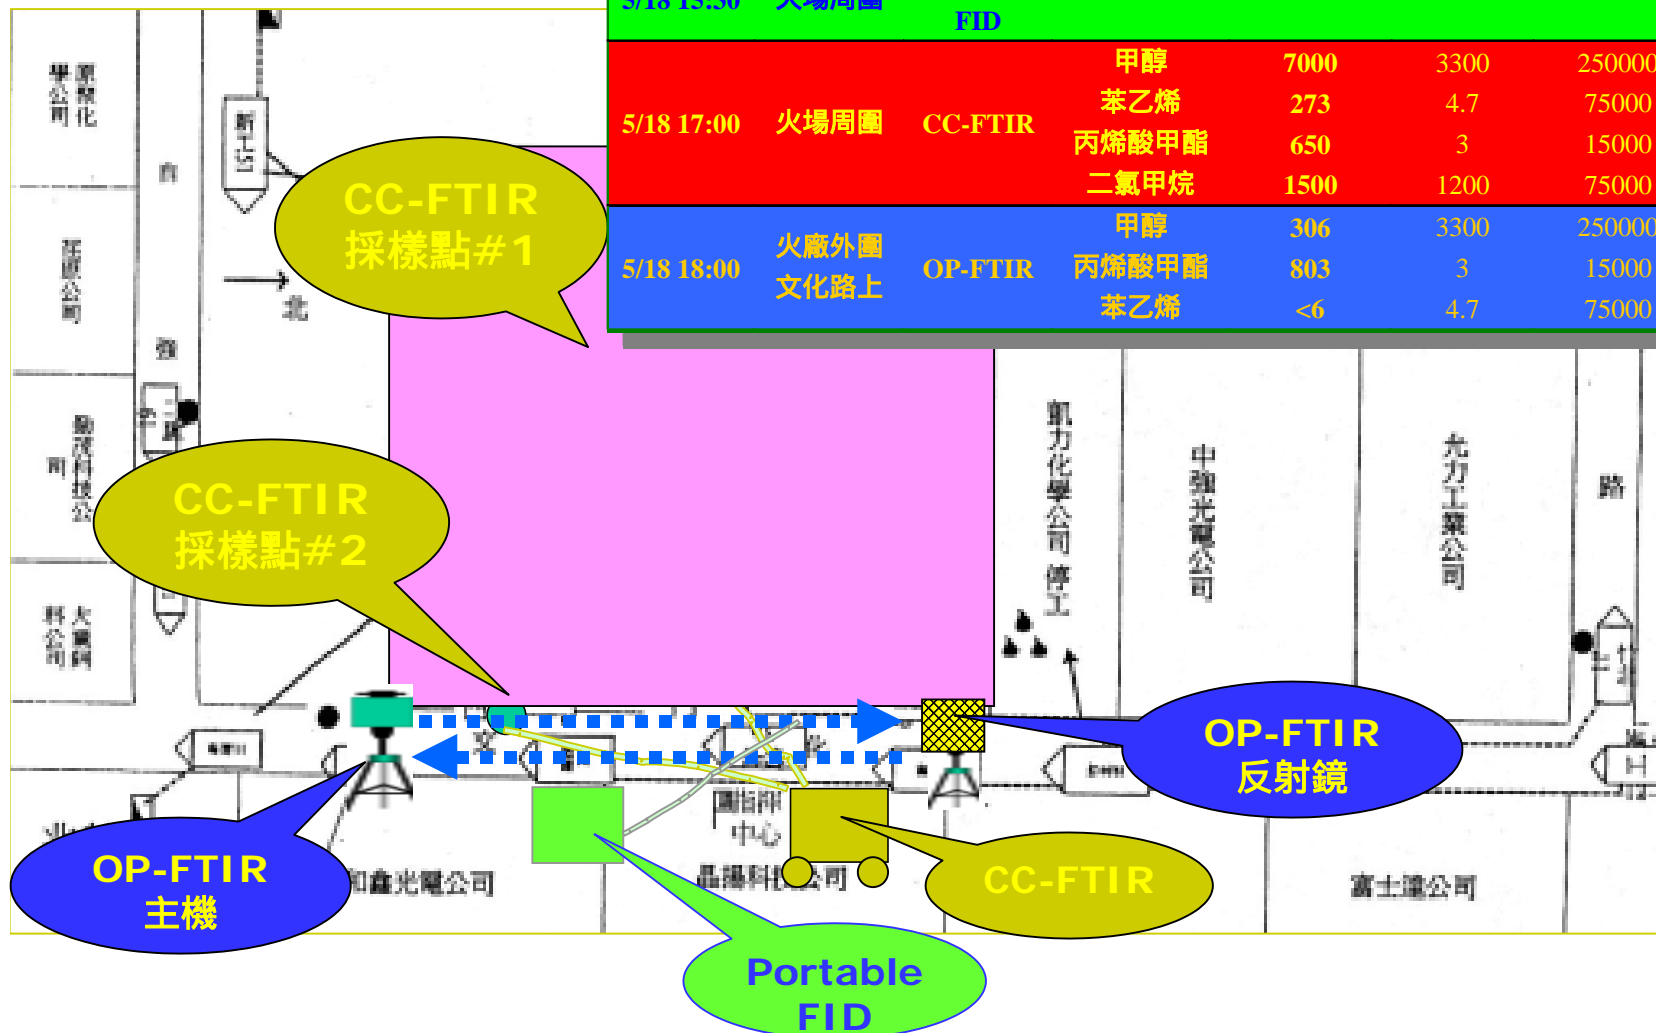 5/18 15:30 火場周圍
FID
5/18 17:00 火場周圍 CC-FTIR
甲醇 7000 3300 250000
苯乙烯 273 4.7 75000
丙烯酸甲酯 650 3 15000
二氯甲烷 1500 1200 75000
5/18 18:00 火廠外圍 文化路上 OP-FTIR
甲醇 306 3300 250000
丙烯酸甲酯 803 3 15000
苯乙烯 <6 4.7 75000
CC-FTIR
採樣點#1
自
北
強
CC-FTIR
採樣點#2
凱力化學公司 停工
中強光電公司
光力工業公司
路
文
化
OP-FTIR
反射鏡
OP-FTIR
主機
和鑫光電公司
指揮
中心
晶揚科技公司
CC-FTIR
富士達公司
Portable
FID